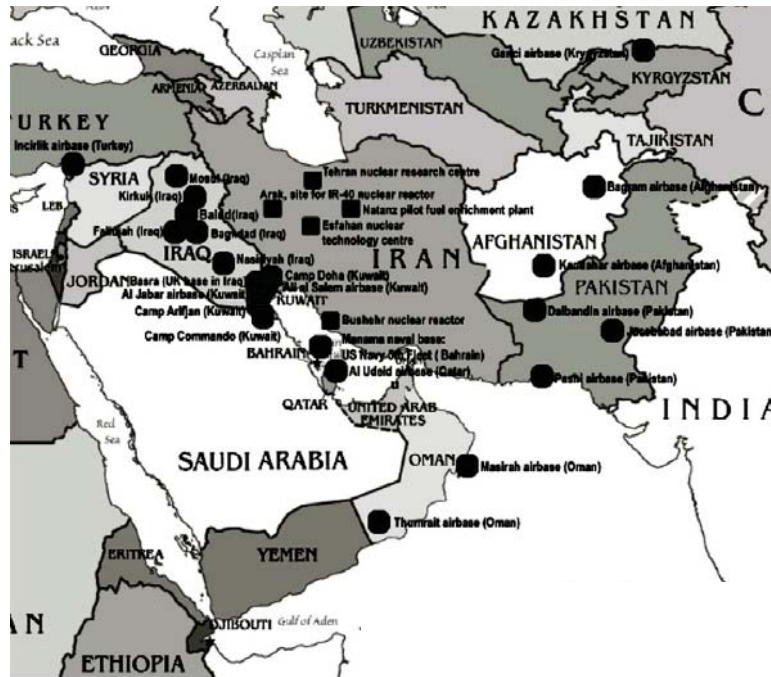 KAZAKHSTAN
ack Sea
GEORGIA
Caspian
Sea
UZBEKISTAN
Ganci airbase (Kryrgyzstan)
KYRGYZSTAN
ARMENIA
AZERBAIJAN
TURKMENISTAN
C
TURKEY
TAJIKISTAN
Incirlik airbase (Turkey)
SYRIA
Mosul (Iraq)
Tehran nuclear research centre
Kirkuk (Iraq)
Arak, site for IR-40 nuclear reactor
Bagram airbase (Afghanistan)
LEB.
Balad(Iraq)
Natanz pilot fuel enrichment plant
Fallujah (Iraq)
Baghdad (Iraq)
Esfahan nuclear
technology centre
AFGHANISTAN
ISRAEL
IRAQ
Nasiriyah (Iraq)
IRAN
Kandahar airbase (Afghanistan)
JORDAN
Basra (UK base in Iraq)
Camp Doha (Kuwait)
Ali al Salem airbase (Kuwait)
PAKISTAN
Al Jabar airbase (Kuwait)
KUWAIT
Dalbandin airbase (Pakistan)
Camp Arifjan (Kuwait)
Bushehr nuclear reactor
Jacobabad airbase (Pakistan)
Camp Commando (Kuwait)
Manama naval base:
BAHRAIN
US Navy 5th Fleet (Bahrain)
Al Udeid airbase (Qatar)
Pashi airbase (Pakistan)
QATAR
UNITED ARAB
EMIRATES
INDIA
Red
Sea
SAUDI ARABIA
OMAN
Masirah airbase (Oman)
Thumrait airbase (Oman)
ERITREA
YEMEN
AN
DJIBOUTI
Gulf of Aden
ETHIOPIA